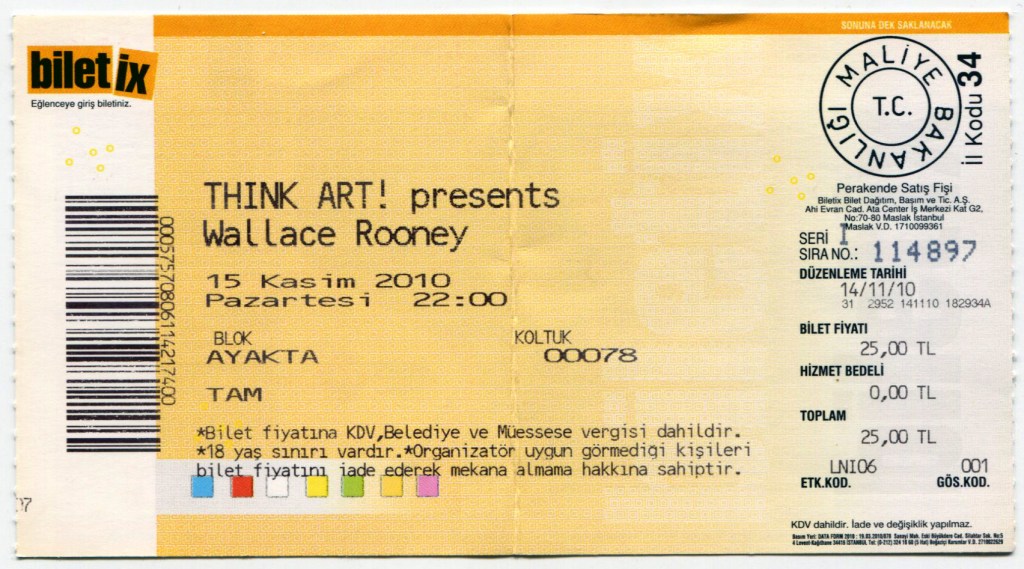 SONUNA DEK SAKLANACAK
biletix
Eğlenceye giriş biletiniz.
MALİYE BAKANLIĞI
T.C.
İl Kodu 34
THINK ART! presents
Wallace Rooney
15 Kasim 2010
Pazartesi 22:00
BLOK
AYAKTA
KOLTUK
00078
TAM
*Bilet fiyatına KDV,Belediye ve Müessese vergisi dahildir.
*18 yaş sınırı vardır.*Organizatör uygun görmediği kişileri
bilet fiyatını iade ederek mekana almama hakkına sahiptir.
00057570806114217400
Perakende Satış Fişi
Biletix Bilet Dağıtım, Basım ve Tic. A.Ş.
Ahi Evran Cad. Ata Center İş Merkezi Kat G2,
No:70-80 Maslak İstanbul
Maslak V.D. 1710099361
SERİ 1
SIRA NO.: 114897
DÜZENLEME TARİHİ
14/11/10
31 2952 141110 182934A
BİLET FİYATI
25,00 TL
HİZMET BEDELİ
0,00 TL
TOPLAM
25,00 TL
LNI06 001
ETK.KOD. GÖS.KOD.
KDV dahildir. İade ve değişiklik yapılmaz.